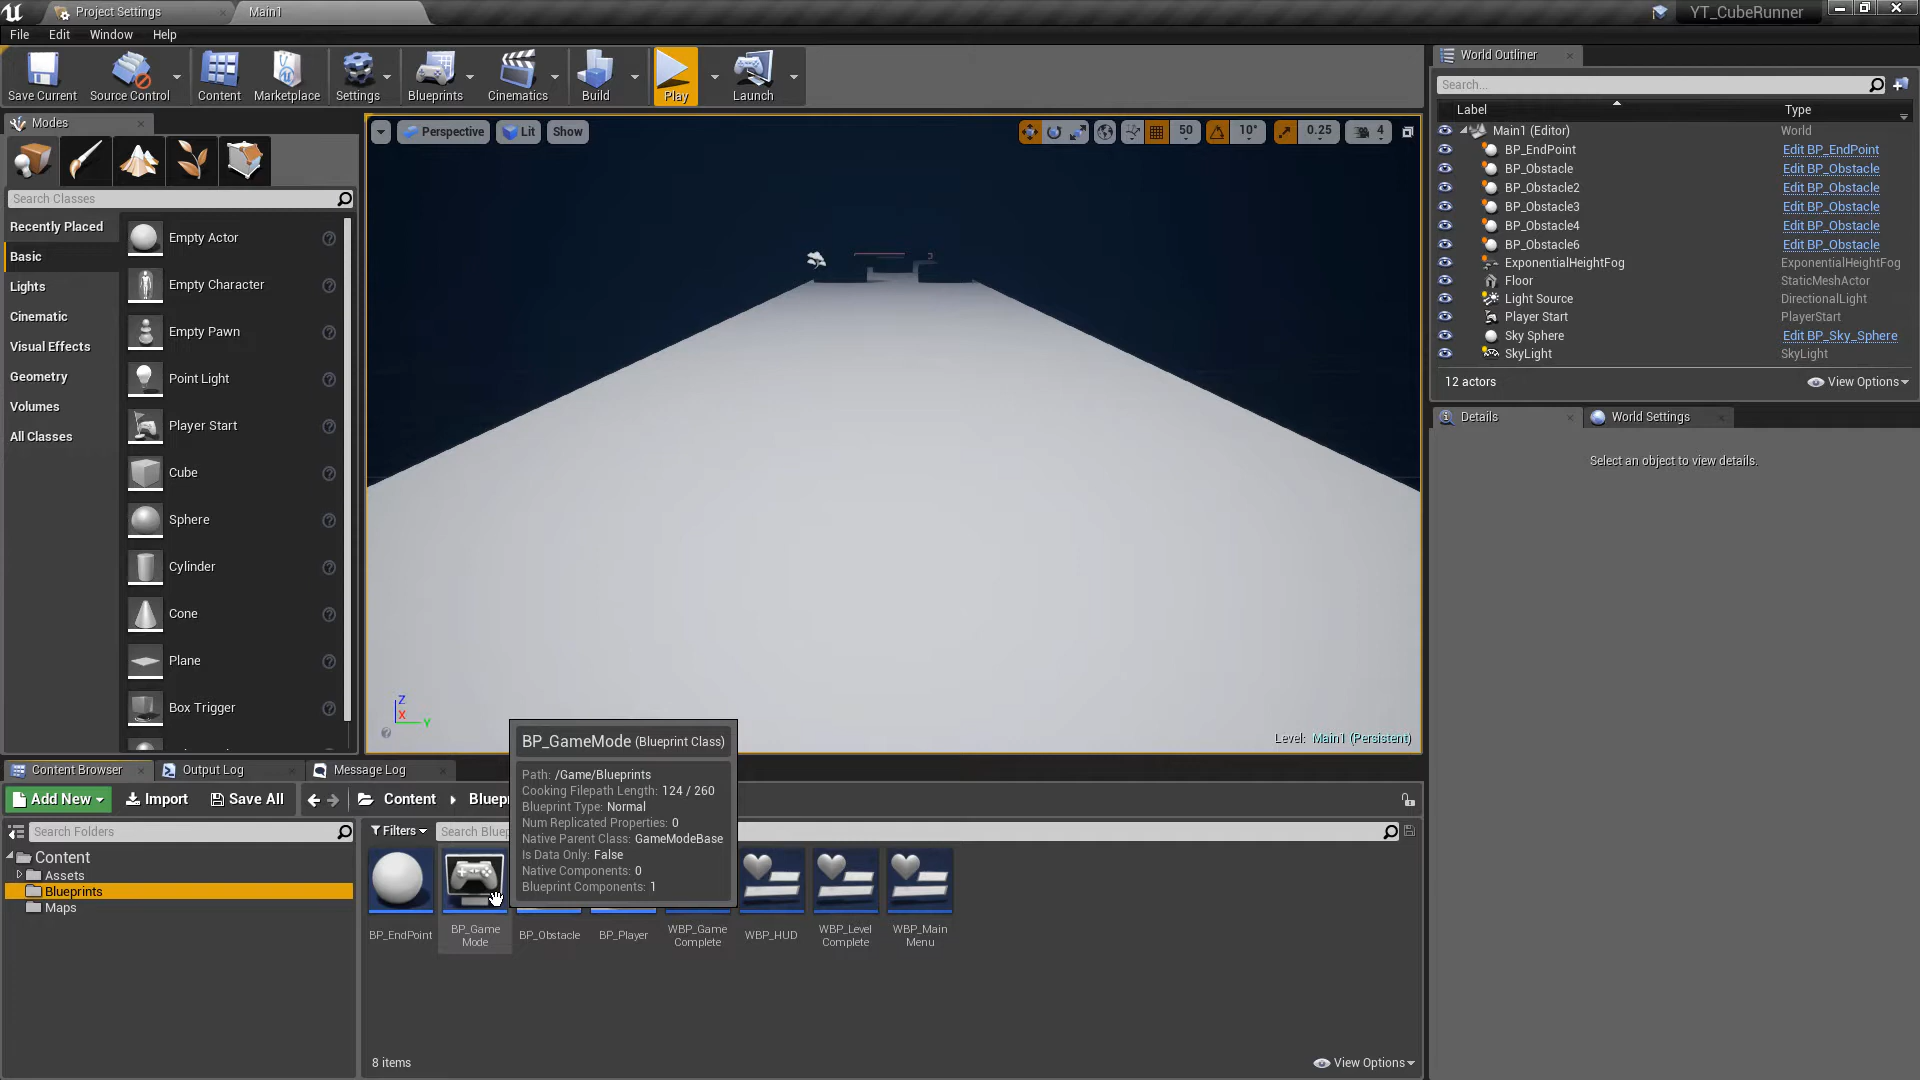 Project Settings
Main1
YT_CubeRunner
File Edit Window Help
Save Current
Source Control
Content
Marketplace
Settings
Blueprints
Cinematics
Build
Play
Launch
Modes
Search Classes
Recently Placed
Basic
Lights
Cinematic
Visual Effects
Geometry
Volumes
All Classes
Empty Actor
Empty Character
Empty Pawn
Point Light
Player Start
Cube
Sphere
Cylinder
Cone
Plane
Box Trigger
Perspective Lit Show
50 10° 0.25 4
Z
X
Y
Level: Main1 (Persistent)
World Outliner
Search...
Label Type
Main1 (Editor) World
BP_EndPoint Edit BP_EndPoint
BP_Obstacle Edit BP_Obstacle
BP_Obstacle2 Edit BP_Obstacle
BP_Obstacle3 Edit BP_Obstacle
BP_Obstacle4 Edit BP_Obstacle
BP_Obstacle6 Edit BP_Obstacle
ExponentialHeightFog ExponentialHeightFog
Floor StaticMeshActor
Light Source DirectionalLight
Player Start PlayerStart
Sky Sphere Edit BP_Sky_Sphere
SkyLight SkyLight
12 actors View Options
Details World Settings
Select an object to view details.
Content Browser Output Log Message Log
Add New Import Save All Content Bluep
Search Folders
Content
Assets
Blueprints
Maps
Filters Search Bluep
BP_GameMode (Blueprint Class)
Path: /Game/Blueprints
Cooking Filepath Length: 124 / 260
Blueprint Type: Normal
Num Replicated Properties: 0
Native Parent Class: GameModeBase
Is Data Only: False
Native Components: 0
Blueprint Components: 1
BP_EndPoint
BP_Game
Mode
BP_Obstacle
BP_Player
WBP_Game
Complete
WBP_HUD
WBP_Level
Complete
WBP_Main
Menu
8 items View Options